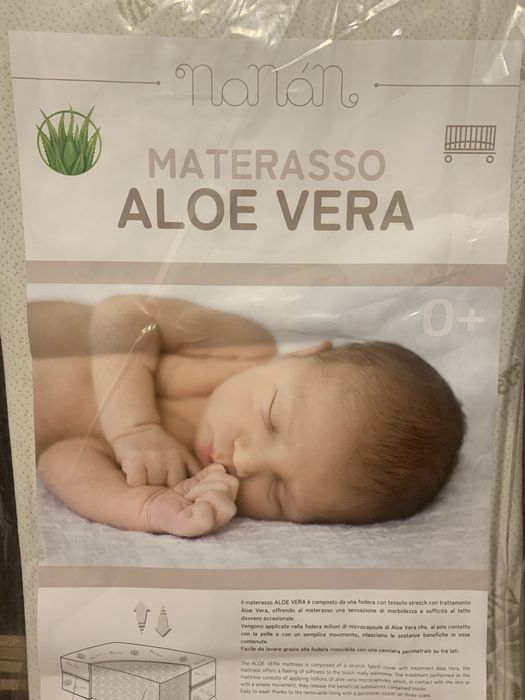 nanán
MATERASSO
ALOE VERA
0+
Il materasso ALOE VERA è composto da una fodera con tessuto stretch con trattamento
Aloe Vera, offrendo al materasso una sensazione di morbidezza e sofficità al tatto
davvero eccezionale.
Vengono applicate nella fodera milioni di microcapsule di Aloe Vera che, al solo contatto
con la pelle o con un semplice movimento, rilasciano le sostanze benefiche in esse
contenute.
Facile da lavare grazie alla fodera removibile con una cerniera perimetrale su tre lati.
The ALOE VERA mattress is composed of a stretch fabric cover with treatment Aloe Vera, the
mattress offers a feeling of softness to the touch really awesome. The treatment performed on the
mattress consists of applying millions of aloe vera microcapsules which, in contact with the skin or
with a simple movement, they release the beneficial substances contained inside.
Easy to wash thanks to the removable lining with a perimeter zipper on three sides.